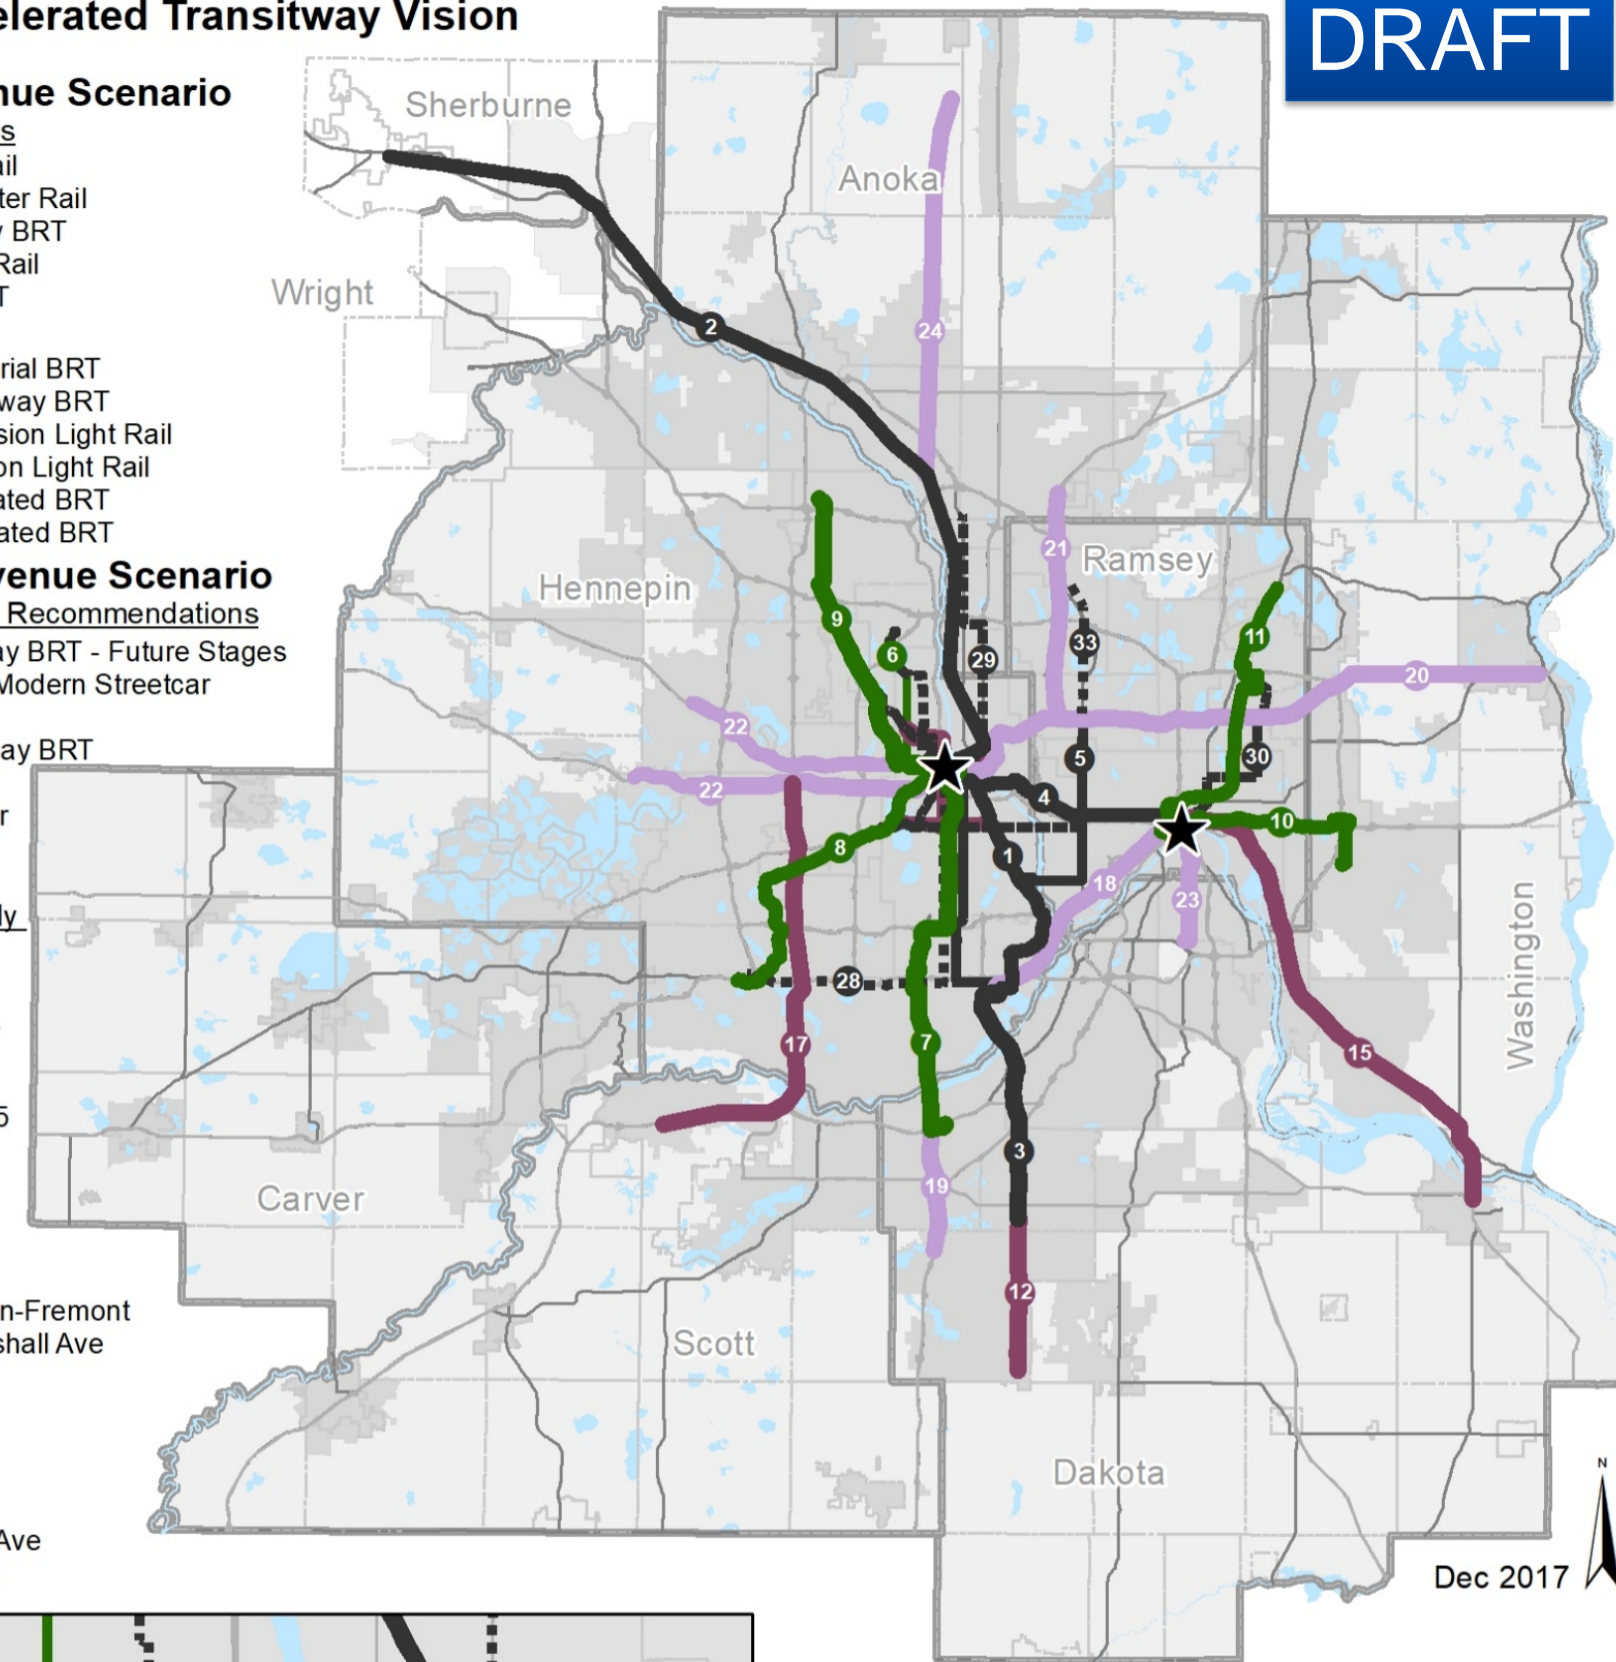 elerated Transitway Vision
DRAFT
nue Scenario
s
ail
ter Rail
y BRT
Rail
T
rial BRT
way BRT
sion Light Rail
on Light Rail
ated BRT
ated BRT
venue Scenario
Recommendations
ay BRT - Future Stages
Modern Streetcar
ay BRT
r
ly
5
n-Fremont
shall Ave
Ave
Sherburne
Anoka
Wright
2
24
Hennepin
21
Ramsey
9
6
29
33
11
20
22
22
5
30
4
10
8
1
18
23
28
Washington
7
17
15
3
19
Carver
12
Scott
Dakota
N
Dec 2017